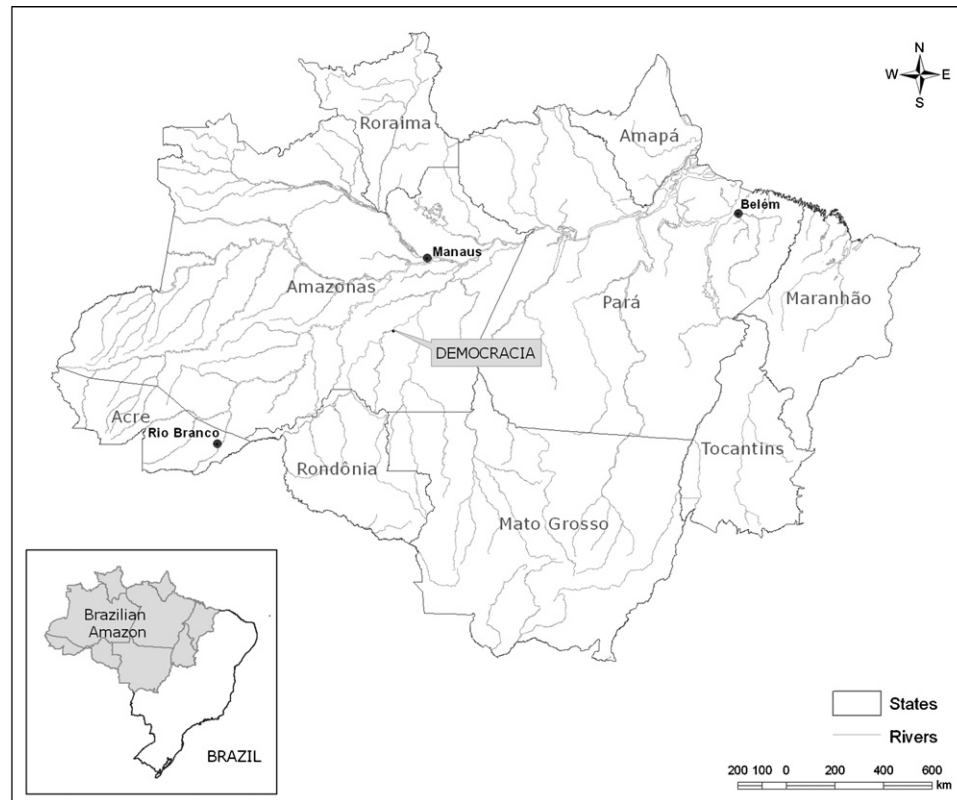 N
W E
S
Roraima
Amapá
Belém
Manaus
Amazonas
Pará
Maranhão
DEMOCRACIA
Acre
Rio Branco
Rondônia
Tocantins
Mato Grosso
Brazilian
Amazon
BRAZIL
States
Rivers
200 100 0 200 400 600
km